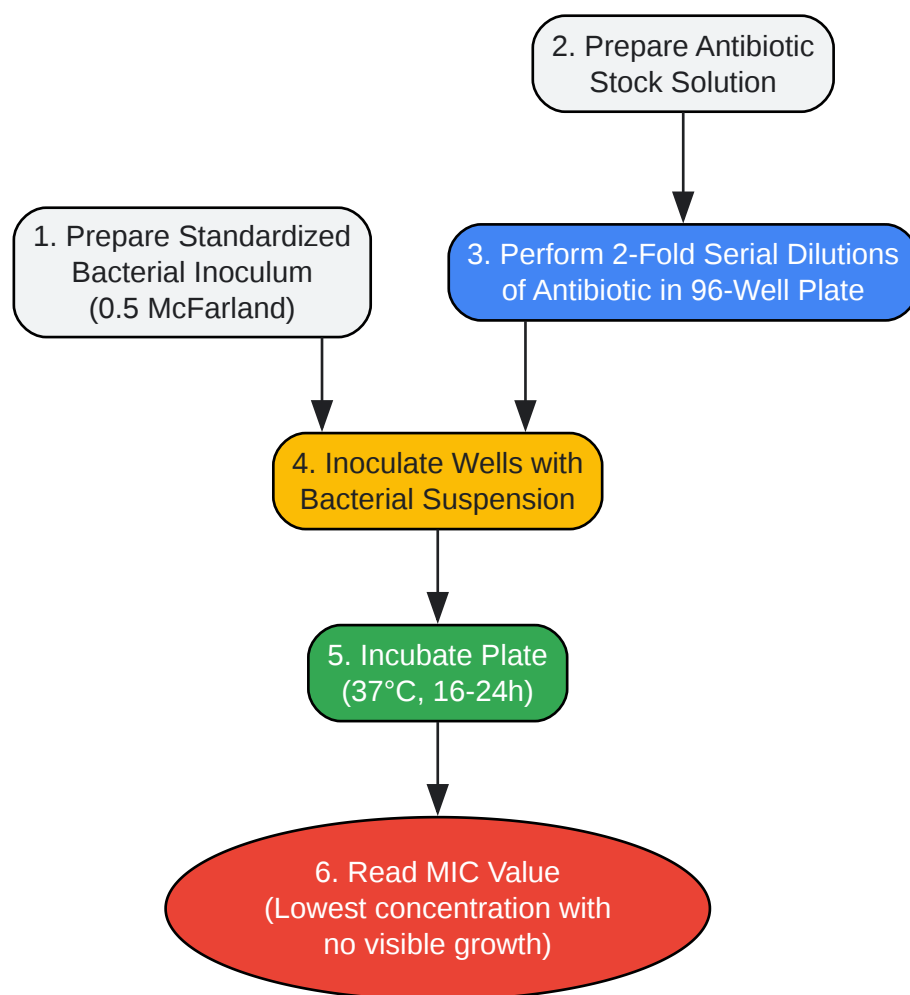 2. Prepare Antibiotic
Stock Solution
1. Prepare Standardized
Bacterial Inoculum
(0.5 McFarland)
3. Perform 2-Fold Serial Dilutions
of Antibiotic in 96-Well Plate
4. Inoculate Wells with
Bacterial Suspension
5. Incubate Plate
(37°C, 16-24h)
6. Read MIC Value
(Lowest concentration with
no visible growth)